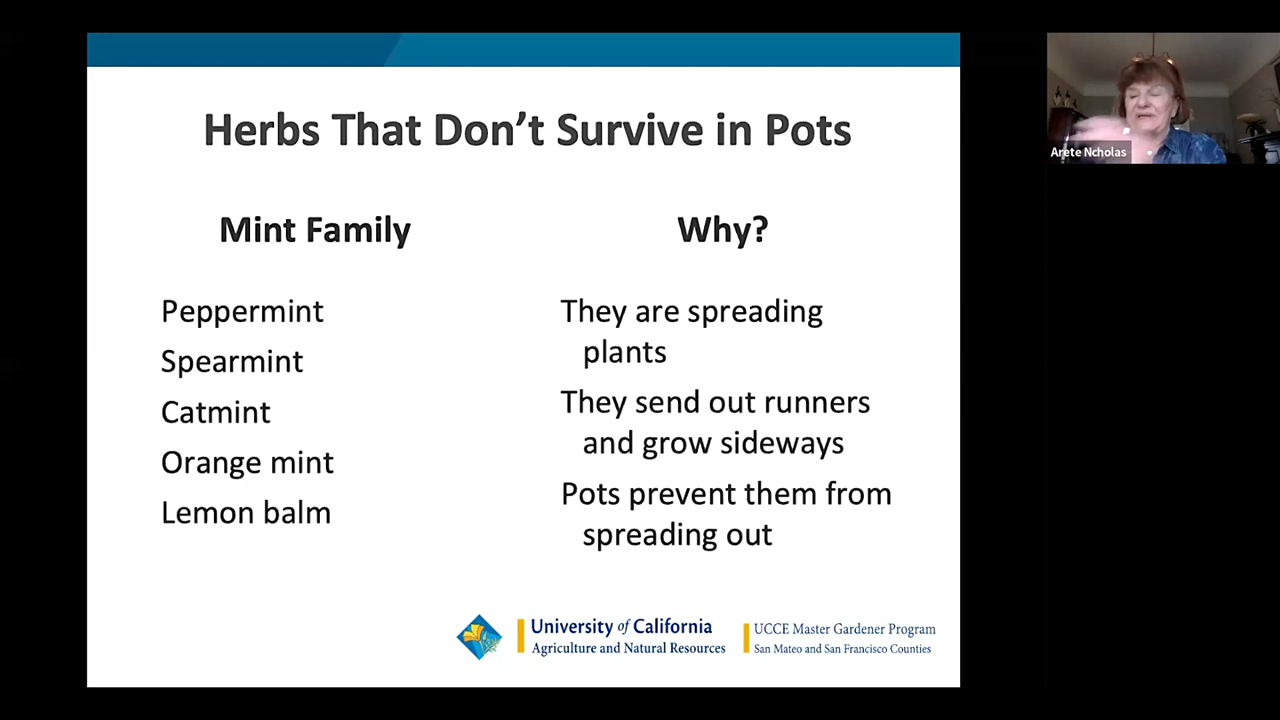 Herbs That Don’t Survive in Pots
Mint Family
Peppermint
Spearmint
Catmint
Orange mint
Lemon balm
Why?
They are spreading
plants
They send out runners
and grow sideways
Pots prevent them from
spreading out
University of California
Agriculture and Natural Resources
UCCE Master Gardener Program
San Mateo and San Francisco Counties
Arete Ncholas